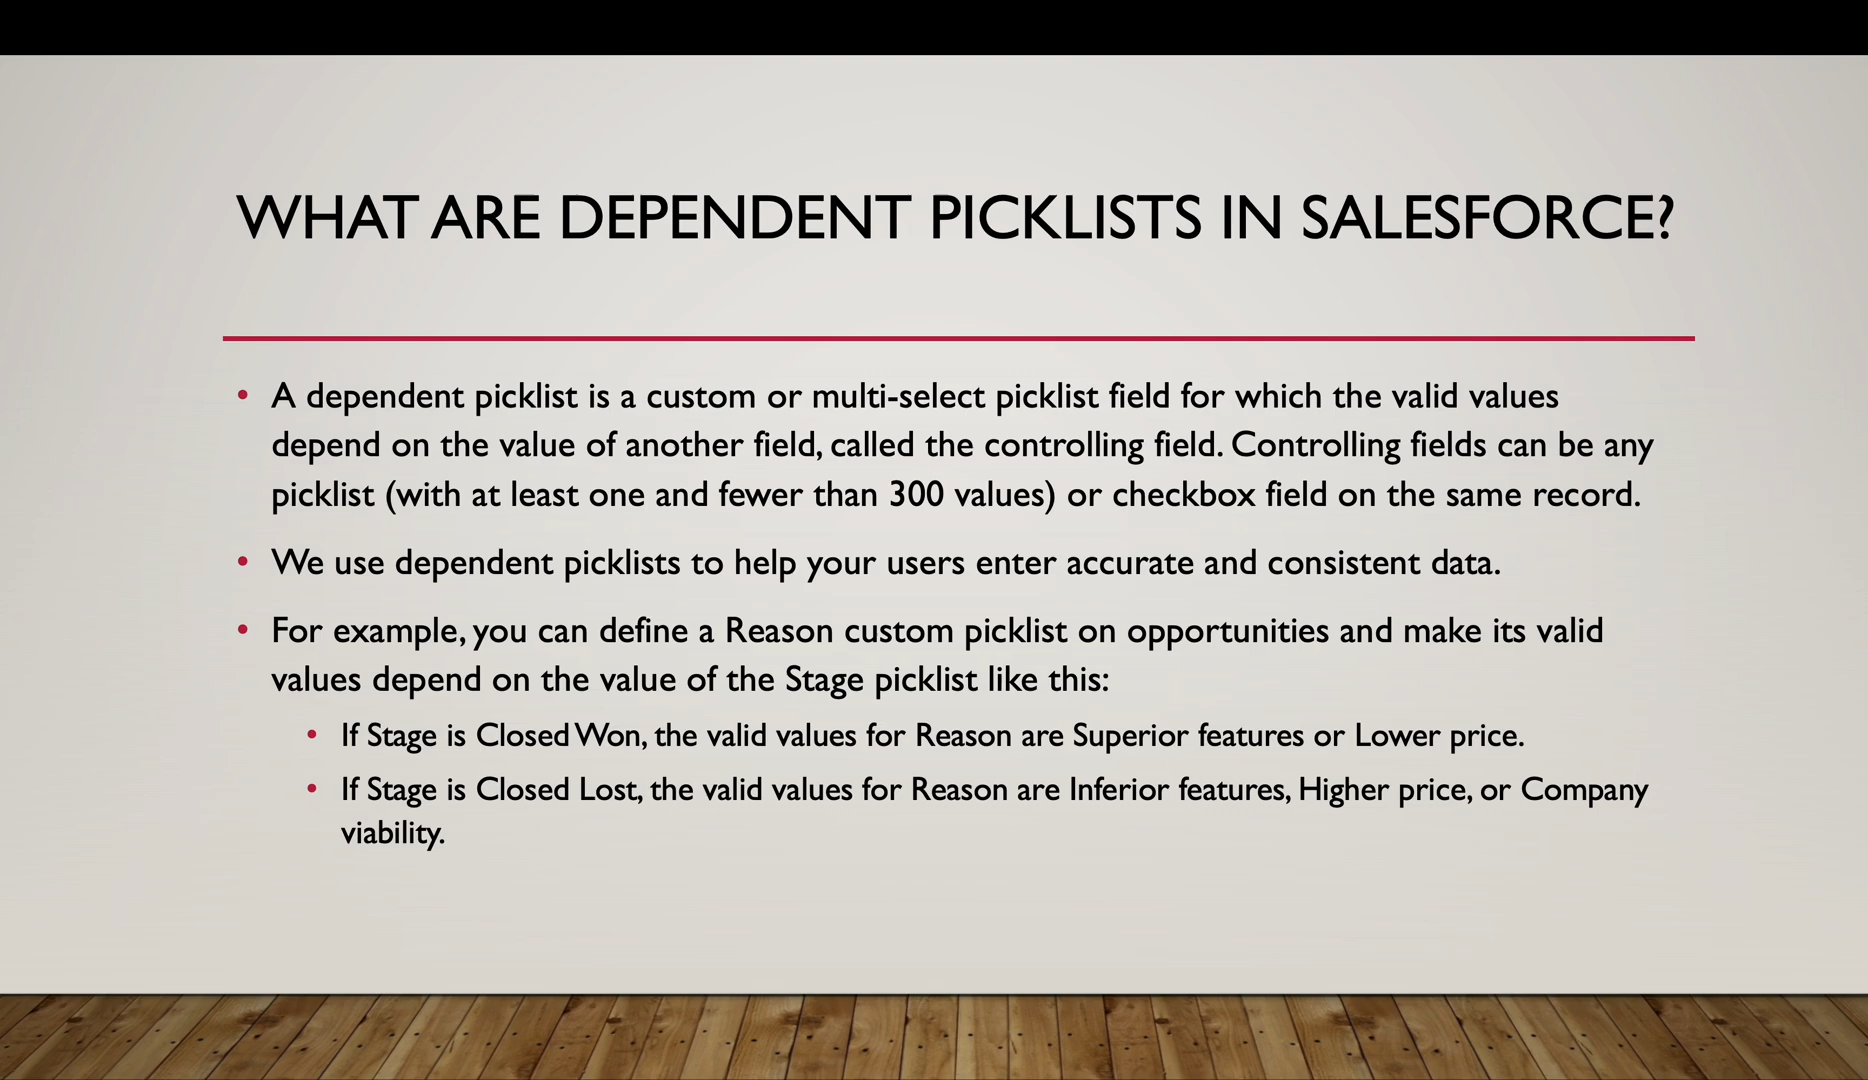 WHAT ARE DEPENDENT PICKLISTS IN SALESFORCE?
• A dependent picklist is a custom or multi-select picklist field for which the valid values
depend on the value of another field, called the controlling field. Controlling fields can be any
picklist (with at least one and fewer than 300 values) or checkbox field on the same record.
• We use dependent picklists to help your users enter accurate and consistent data.
• For example, you can define a Reason custom picklist on opportunities and make its valid
values depend on the value of the Stage picklist like this:
• If Stage is Closed Won, the valid values for Reason are Superior features or Lower price.
• If Stage is Closed Lost, the valid values for Reason are Inferior features, Higher price, or Company
viability.